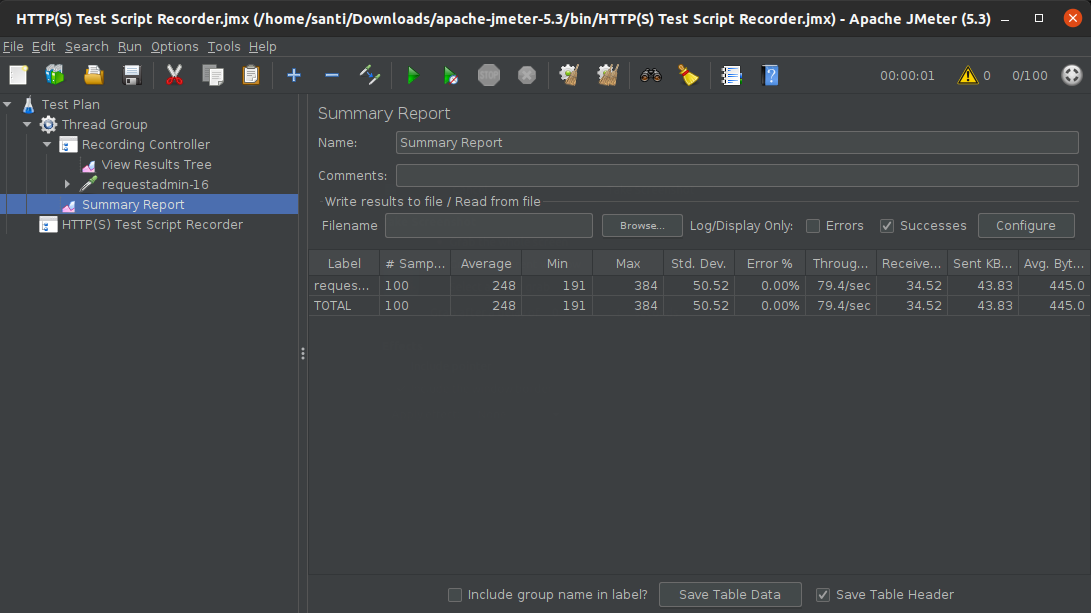 HTTP(S) Test Script Recorder.jmx (/home/santi/Downloads/apache-jmeter-5.3/bin/HTTP(S) Test Script Recorder.jmx) - Apache JMeter (5.3)
File Edit Search Run Options Tools Help
STOP 00:00:01 0 0/100
Test Plan
Thread Group
Recording Controller
View Results Tree
requestadmin-16
Summary Report
HTTP(S) Test Script Recorder
Summary Report
Name: Summary Report
Comments:
Write results to file / Read from file
Filename Browse... Log/Display Only: Errors Successes Configure
Label # Samp... Average Min Max Std. Dev. Error % Throug... Receive... Sent KB... Avg. Byt...
reques... 100 248 191 384 50.52 0.00% 79.4/sec 34.52 43.83 445.0
TOTAL 100 248 191 384 50.52 0.00% 79.4/sec 34.52 43.83 445.0
Include group name in label? Save Table Data Save Table Header